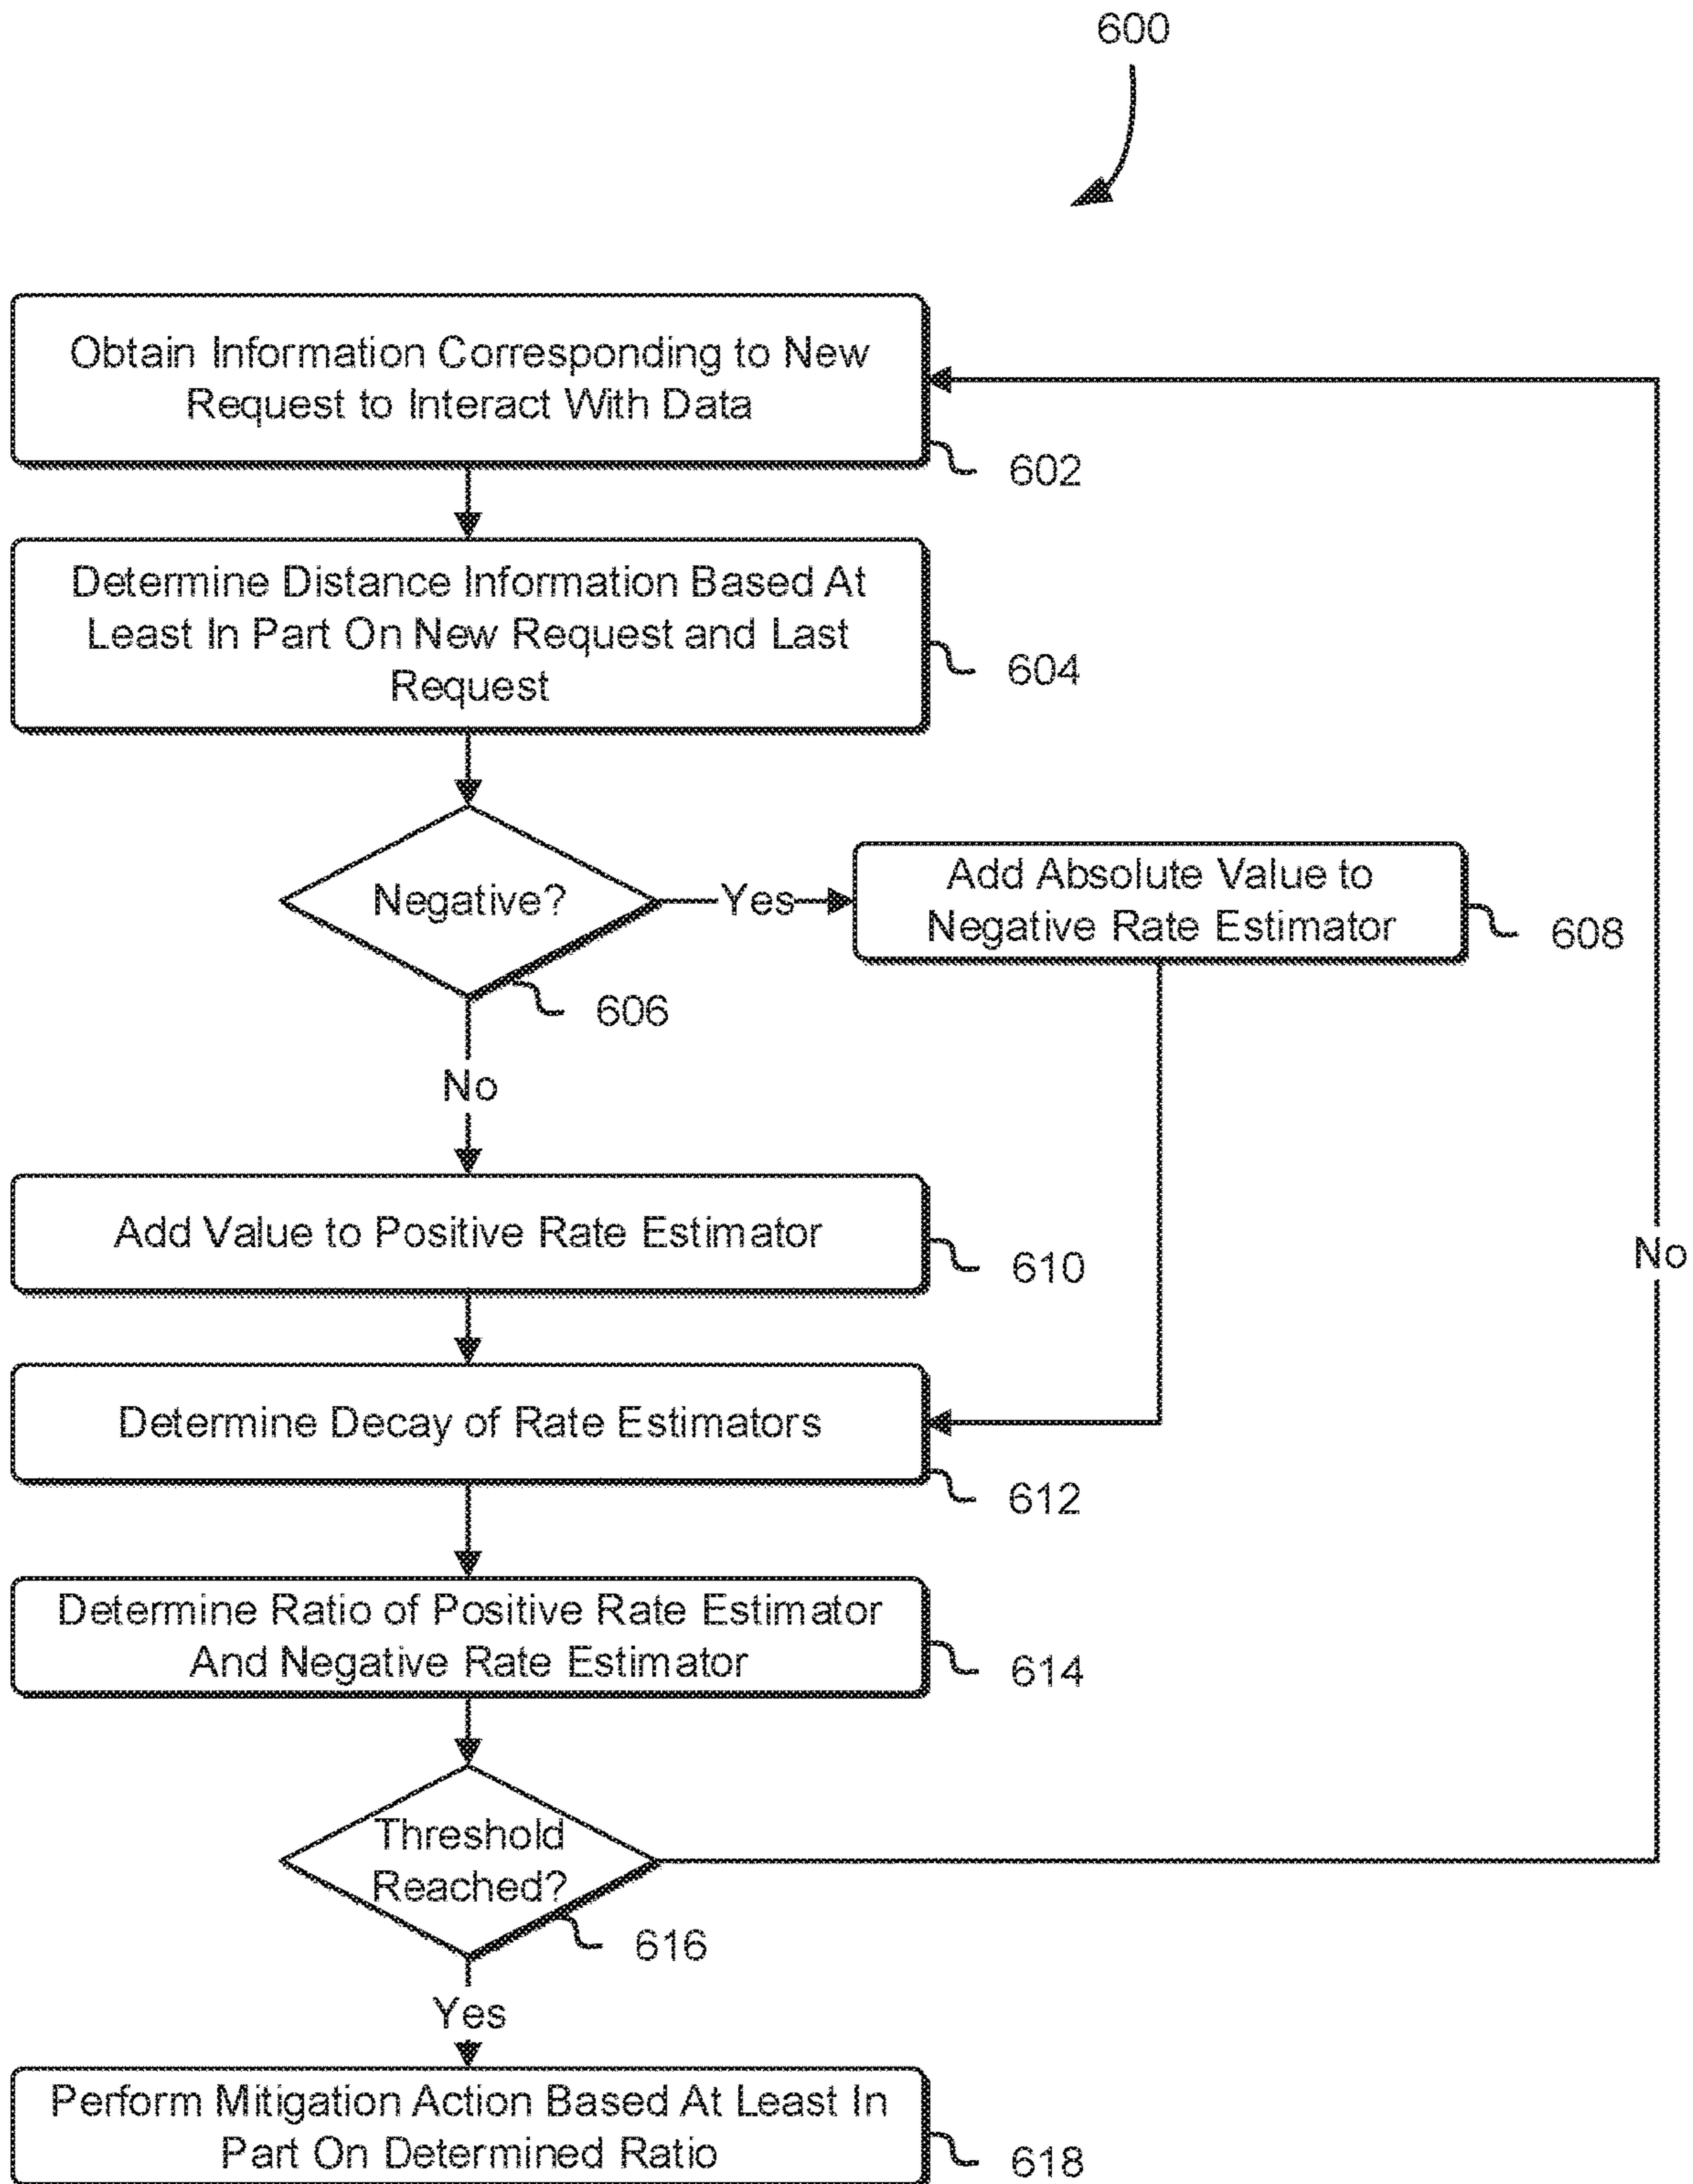 600
Obtain Information Corresponding to New
Request to Interact With Data
602
Determine Distance Information Based At
Least In Part On New Request and Last
Request
604
Negative?
Yes
606
Add Absolute Value to
Negative Rate Estimator
608
No
Add Value to Positive Rate Estimator
610
No
Determine Decay of Rate Estimators
612
Determine Ratio of Positive Rate Estimator
And Negative Rate Estimator
614
Threshold
Reached?
616
Yes
Perform Mitigation Action Based At Least In
Part On Determined Ratio
618